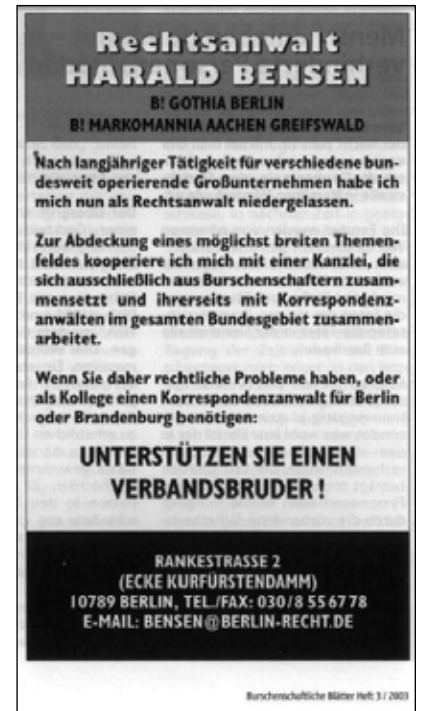 Rechtsanwalt
HARALD BENSEN
B! GOTHIA BERLIN
B! MARKOMANNIA AACHEN GREIFSWALD
Nach langjähriger Tätigkeit für verschiedene bun-
desweit operierende Großunternehmen habe ich
mich nun als Rechtsanwalt niedergelassen.
Zur Abdeckung eines möglichst breiten Themen-
feldes kooperiere ich mich mit einer Kanzlei, die
sich ausschließlich aus Burschenschaftern zusam-
mensetzt und ihrerseits mit Korrespondenz-
anwälten im gesamten Bundesgebiet zusammen-
arbeitet.
Wenn Sie daher rechtliche Probleme haben, oder
als Kollege einen Korrespondenzanwalt für Berlin
oder Brandenburg benötigen:
UNTERSTÜTZEN SIE EINEN
VERBANDSBRUDER !
RANKESTRASSE 2
(ECKE KURFÜRSTENDAMM)
10789 BERLIN, TEL./FAX: 030/8 55 67 78
E-MAIL: BENSEN@BERLIN-RECHT.DE
Burschenschaftliche Blätter Heft 3 / 2003